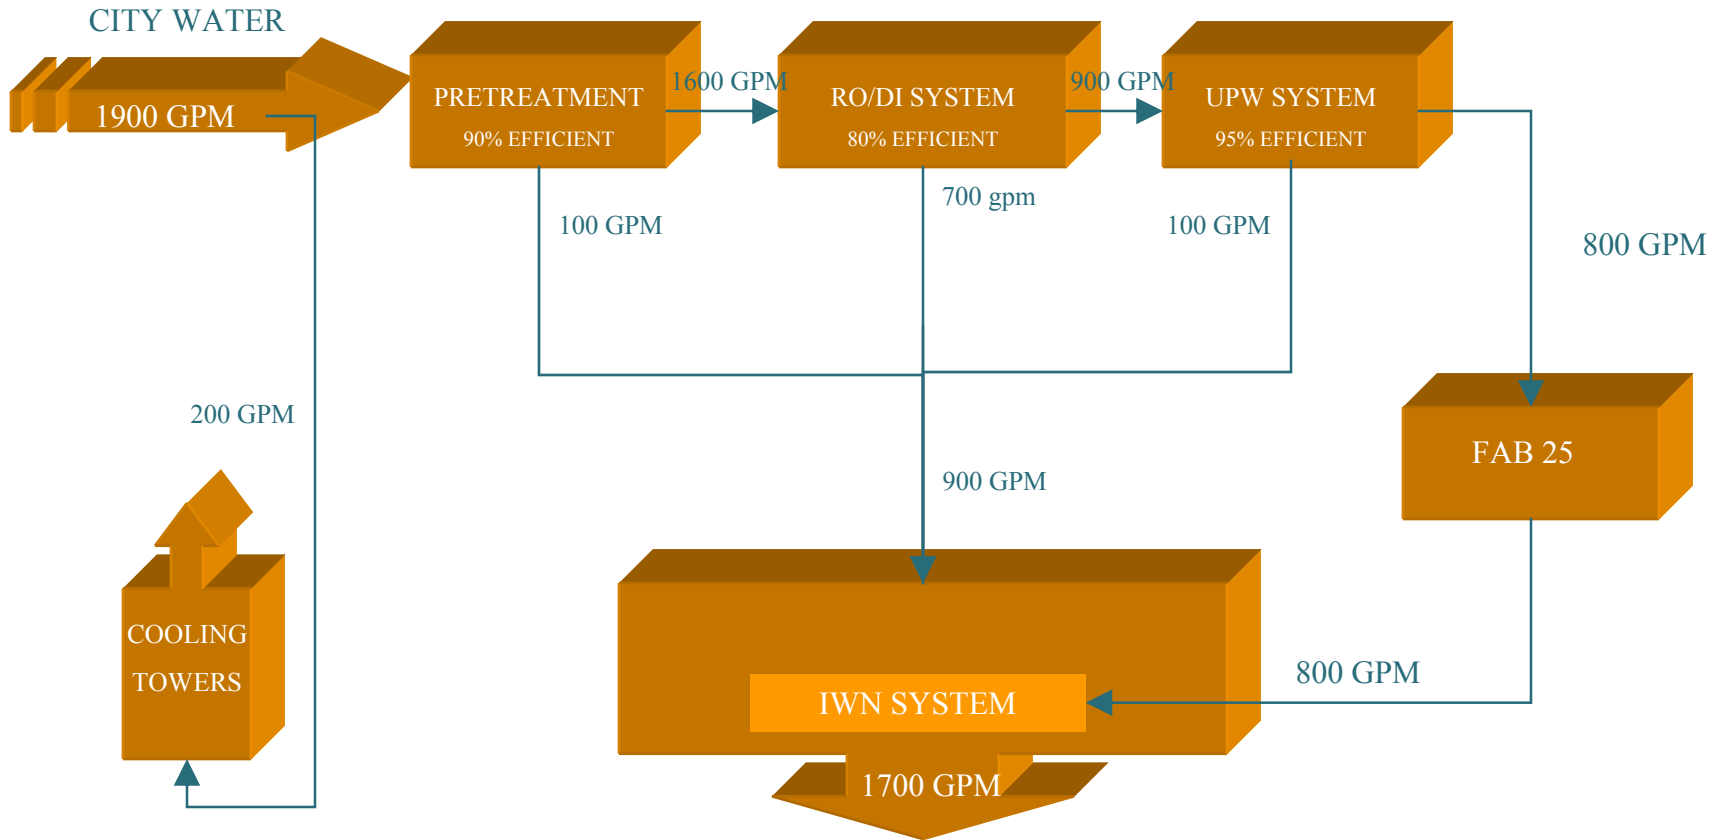 CITY WATER
1900 GPM
PRETREATMENT
90% EFFICIENT
1600 GPM
RO/DI SYSTEM
80% EFFICIENT
900 GPM
UPW SYSTEM
95% EFFICIENT
100 GPM
700 gpm
100 GPM
800 GPM
200 GPM
FAB 25
900 GPM
COOLING
TOWERS
IWN SYSTEM
800 GPM
1700 GPM